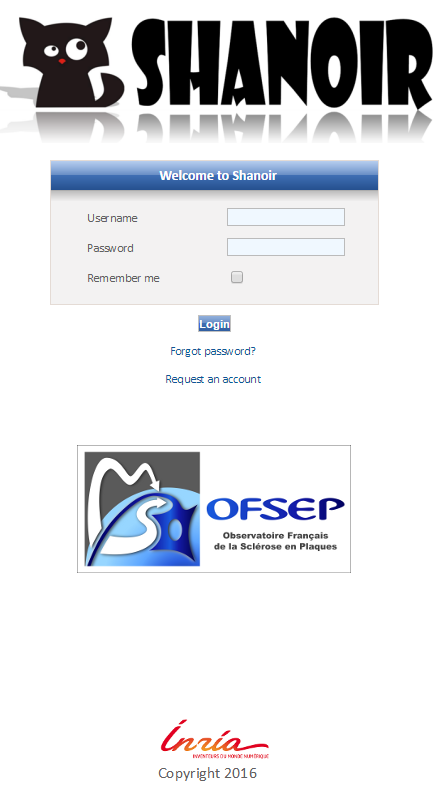 SHANOIR
Welcome to Shanoir
Username
Password
Remember me
Login
Forgot password?
Request an account
OFSEP
Observatoire Français
de la Sclérose en Plaques
Inria
INVENTEURS DU MONDE NUMÉRIQUE
Copyright 2016